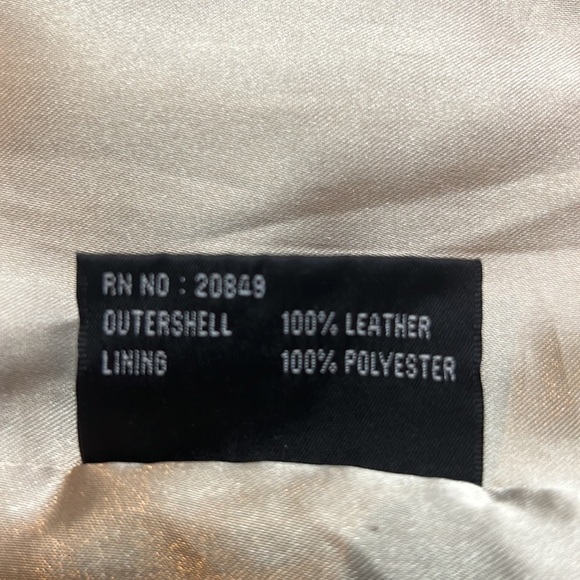 RN NO : 20849
OUTERSHELL 100% LEATHER
LINING 100% POLYESTER